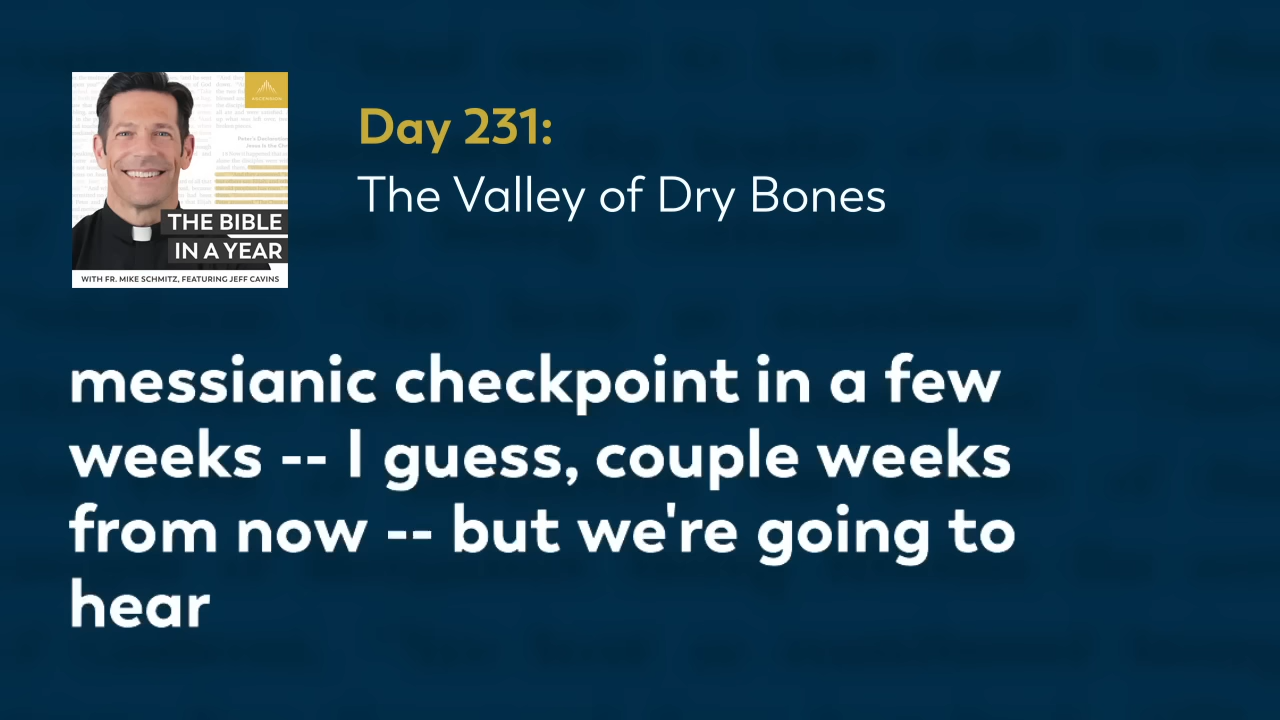 Day 231:
The Valley of Dry Bones
THE BIBLE
IN A YEAR
WITH FR. MIKE SCHMITZ, FEATURING JEFF CAVINS
messianic checkpoint in a few
weeks -- I guess, couple weeks
from now -- but we're going to
hear